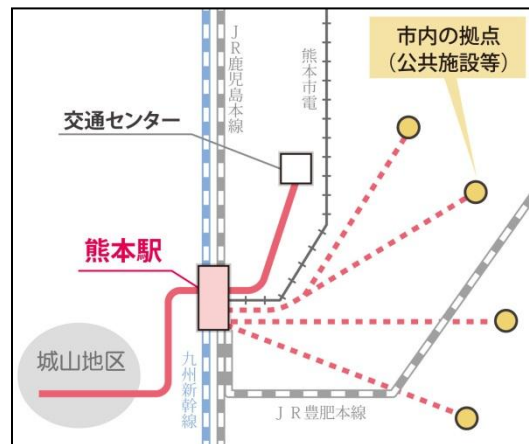 市内の拠点
(公共施設等)
JR鹿児島本線
熊本市電
交通センター
熊本駅
城山地区
九州新幹線
JR豊肥本線